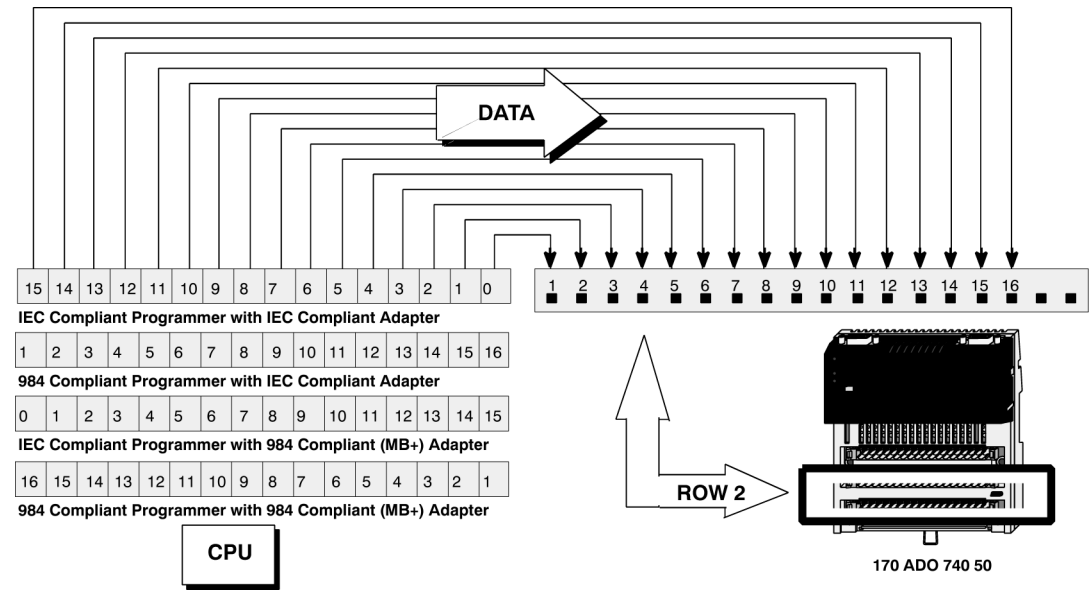 DATA
15 14 13 12 11 10 9 8 7 6 5 4 3 2 1 0
IEC Compliant Programmer with IEC Compliant Adapter
1 2 3 4 5 6 7 8 9 10 11 12 13 14 15 16
984 Compliant Programmer with IEC Compliant Adapter
0 1 2 3 4 5 6 7 8 9 10 11 12 13 14 15
IEC Compliant Programmer with 984 Compliant (MB+) Adapter
16 15 14 13 12 11 10 9 8 7 6 5 4 3 2 1
984 Compliant Programmer with 984 Compliant (MB+) Adapter
CPU
1 2 3 4 5 6 7 8 9 10 11 12 13 14 15 16
ROW 2
170 ADO 740 50